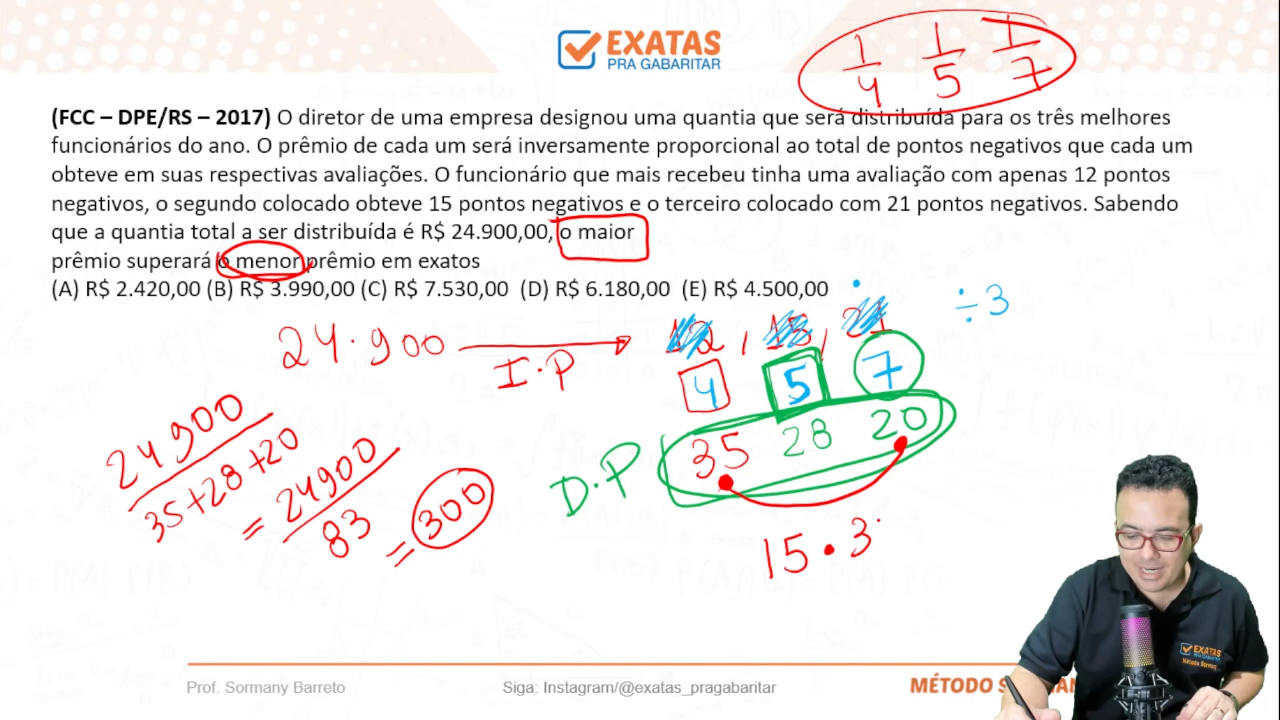 EXATAS
PRA GABARITAR
1/4 1/5 1/7
(FCC – DPE/RS – 2017) O diretor de uma empresa designou uma quantia que será distribuída para os três melhores
funcionários do ano. O prêmio de cada um será inversamente proporcional ao total de pontos negativos que cada um
obteve em suas respectivas avaliações. O funcionário que mais recebeu tinha uma avaliação com apenas 12 pontos
negativos, o segundo colocado obteve 15 pontos negativos e o terceiro colocado com 21 pontos negativos. Sabendo
que a quantia total a ser distribuída é R$ 24.900,00, o maior
prêmio superará o menor prêmio em exatos
(A) R$ 2.420,00 (B) R$ 3.990,00 (C) R$ 7.530,00 (D) R$ 6.180,00 (E) R$ 4.500,00
24.900 I.P 12, 15, 21 ÷3
4 5 7
D.P 35 28 20
24900/35+28+20
= 24900/83 = 300
15 • 3
EXATAS
PRA GABARITAR
Prof. Sormany Barreto
Siga: Instagram/@exatas_pragabaritar
MÉTODO